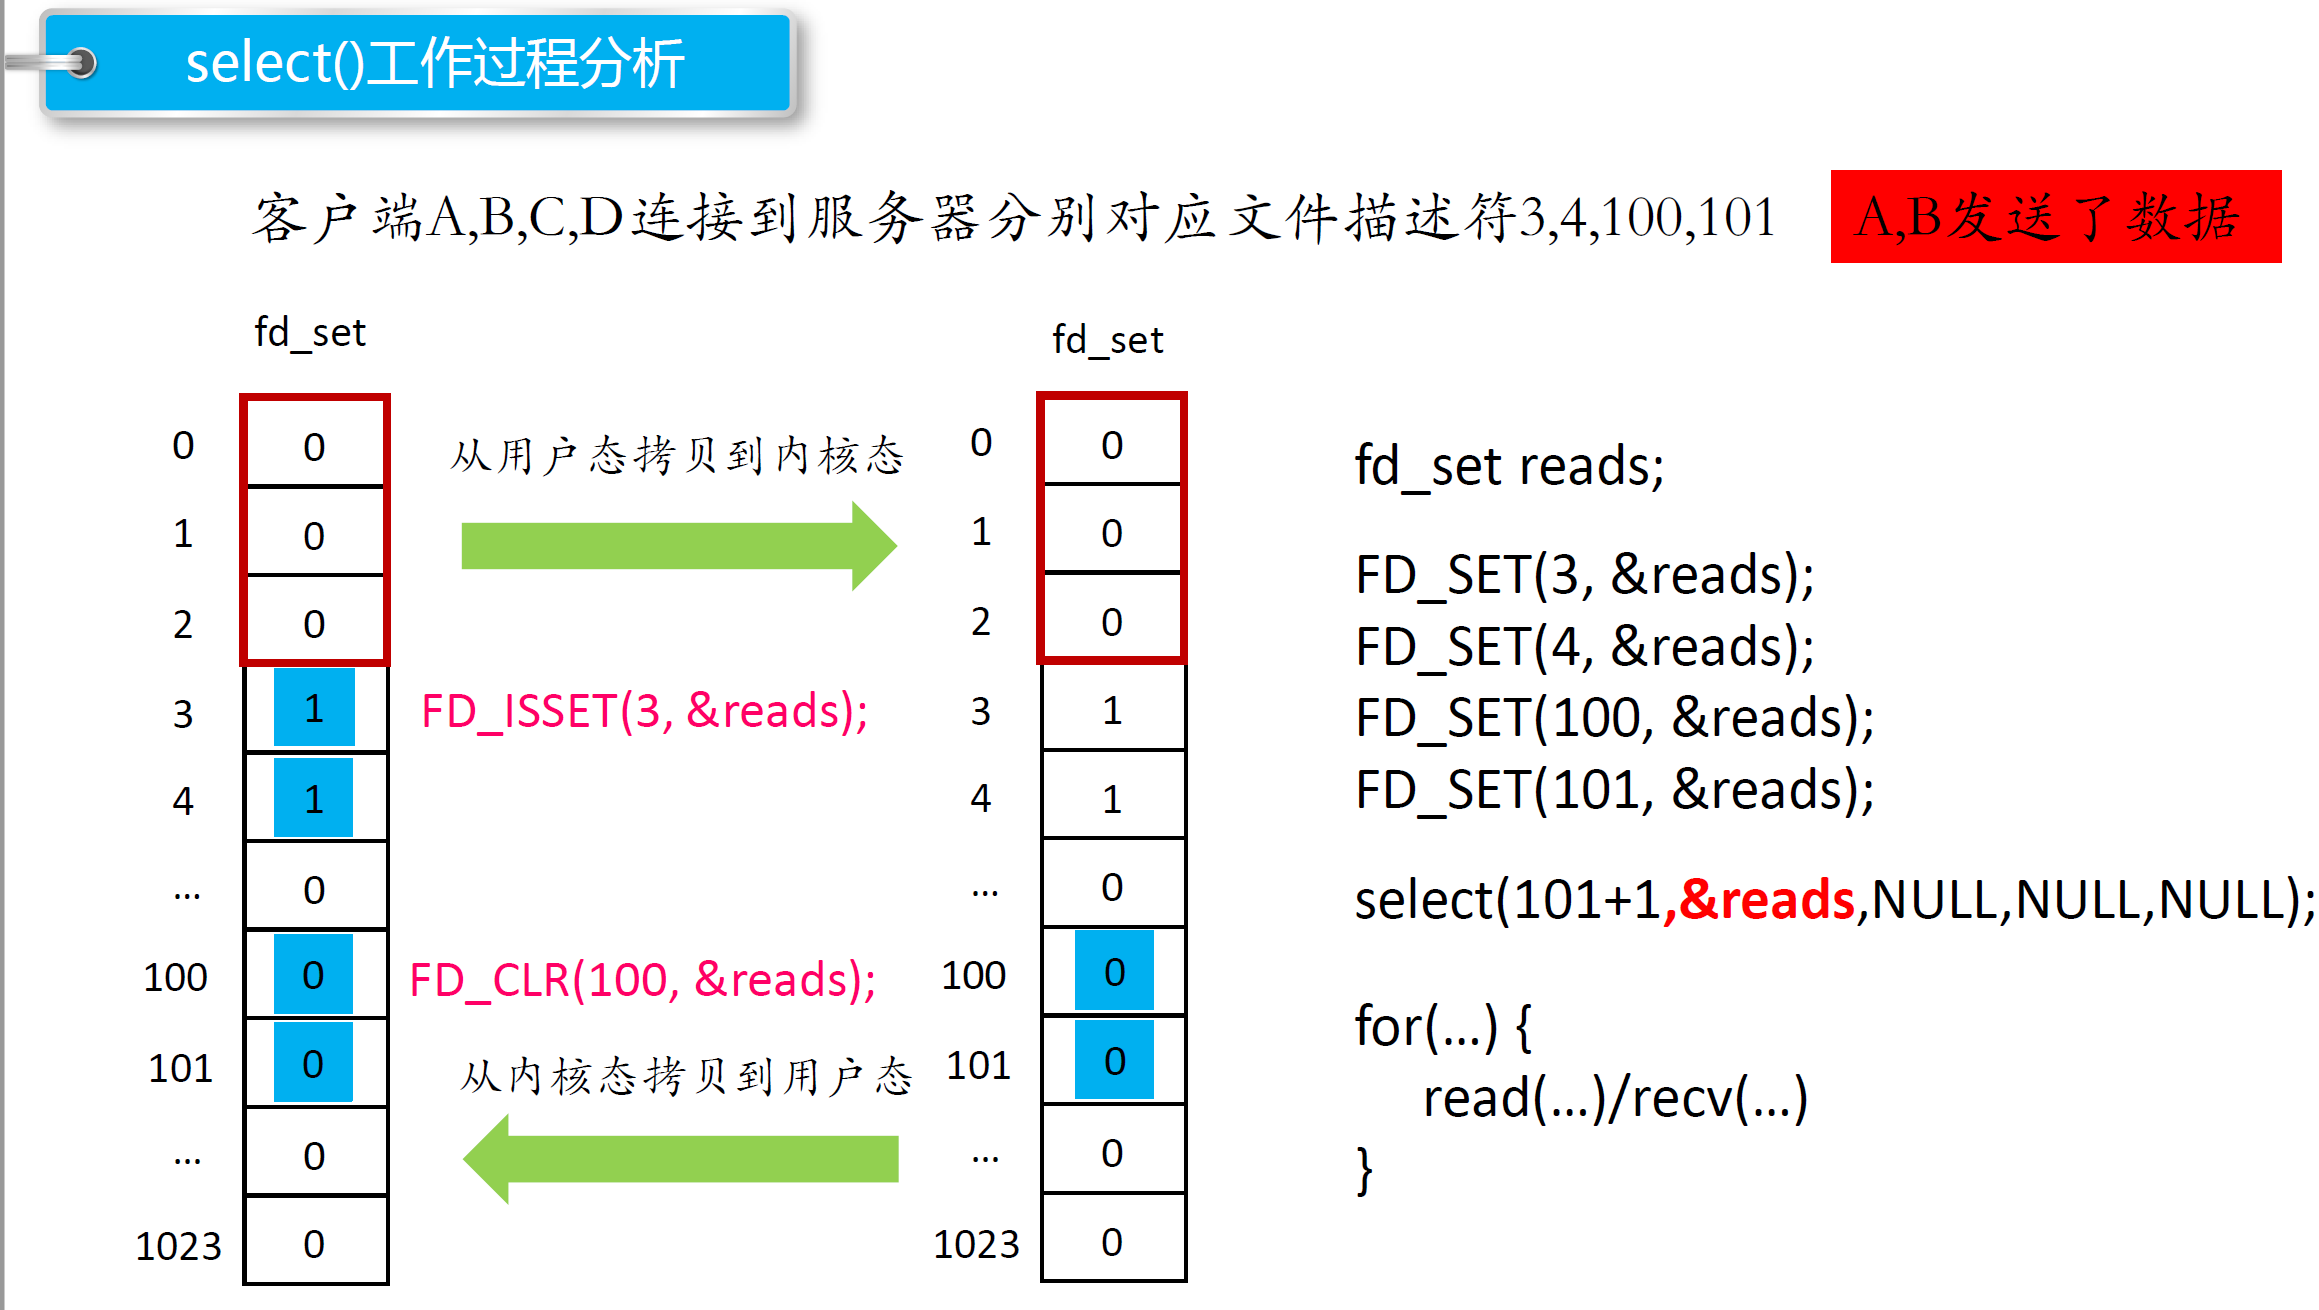 select()工作过程分析
客户端A,B,C,D连接到服务器分别对应文件描述符3,4,100,101
A,B发送了数据
fd_set
0 0
1 0
2 0
3 1
4 1
... 0
100 0
101 0
... 0
1023 0
从用户态拷贝到内核态
FD_ISSET(3, &reads);
FD_CLR(100, &reads);
从内核态拷贝到用户态
fd_set
0 0
1 0
2 0
3 1
4 1
... 0
100 0
101 0
... 0
1023 0
fd_set reads;
FD_SET(3, &reads);
FD_SET(4, &reads);
FD_SET(100, &reads);
FD_SET(101, &reads);
select(101+1,&reads,NULL,NULL,NULL);
for(...) {
read(...)/recv(...)
}